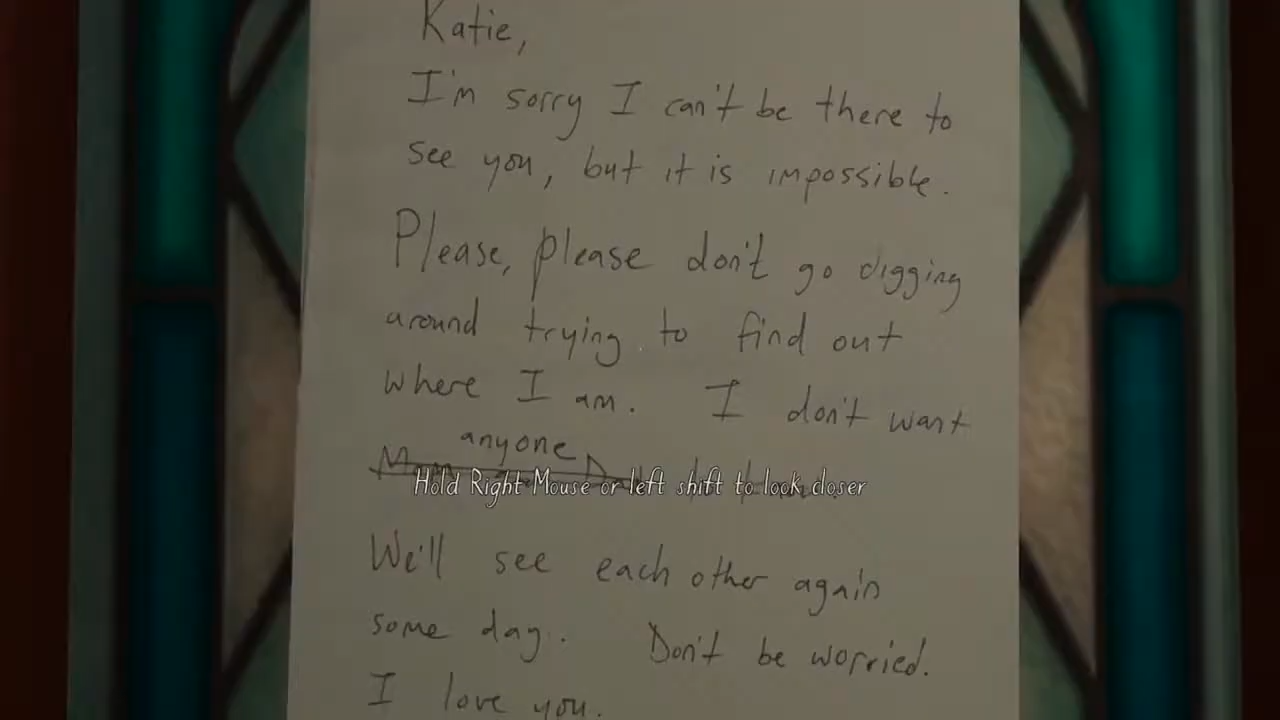 Katie,
I'm sorry I can't be there to
see you, but it is impossible.
Please, please don't go digging
around trying to find out
where I am. I don't want
anyone
Hold Right Mouse or left shift to look closer
We'll see each other again
some day. Don't be worried.
I love you.